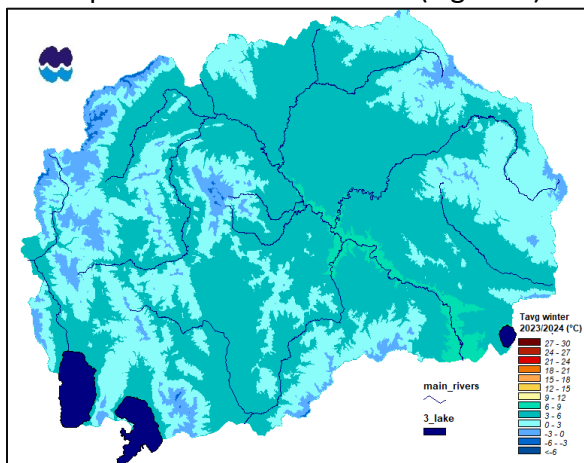 Tavg winter
2023/2024 (°C)
27 - 30
24 - 27
21 - 24
18 - 21
15 - 18
12 - 15
9 - 12
6 - 9
3 - 6
0 - 3
-3 - 0
-6 - -3
<-6
main_rivers
3_lake